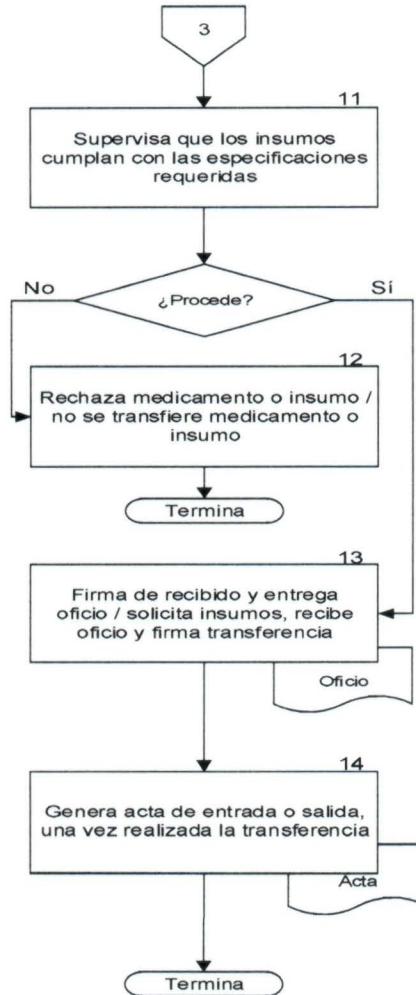 3
11
Supervisa que los insumos
cumplan con las especificaciones
requeridas
No
¿Procede?
Sí
12
Rechaza medicamento o insumo /
no se transfiere medicamento o
insumo
Termina
13
Firma de recibido y entrega
oficio / solicita insumos, recibe
oficio y firma transferencia
Oficio
14
Genera acta de entrada o salida,
una vez realizada la transferencia
Acta
Termina